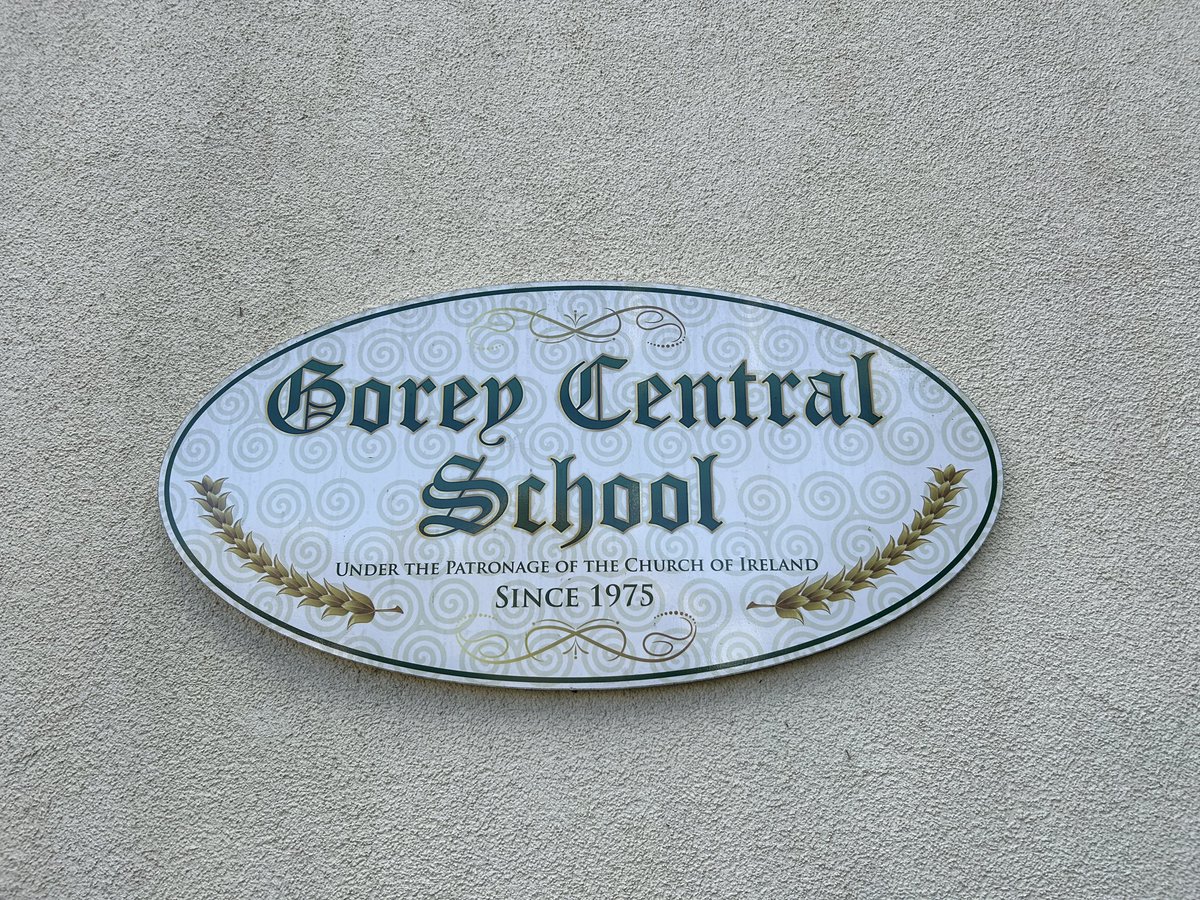 Gorey Central
School
Under the Patronage of the Church of Ireland
Since 1975